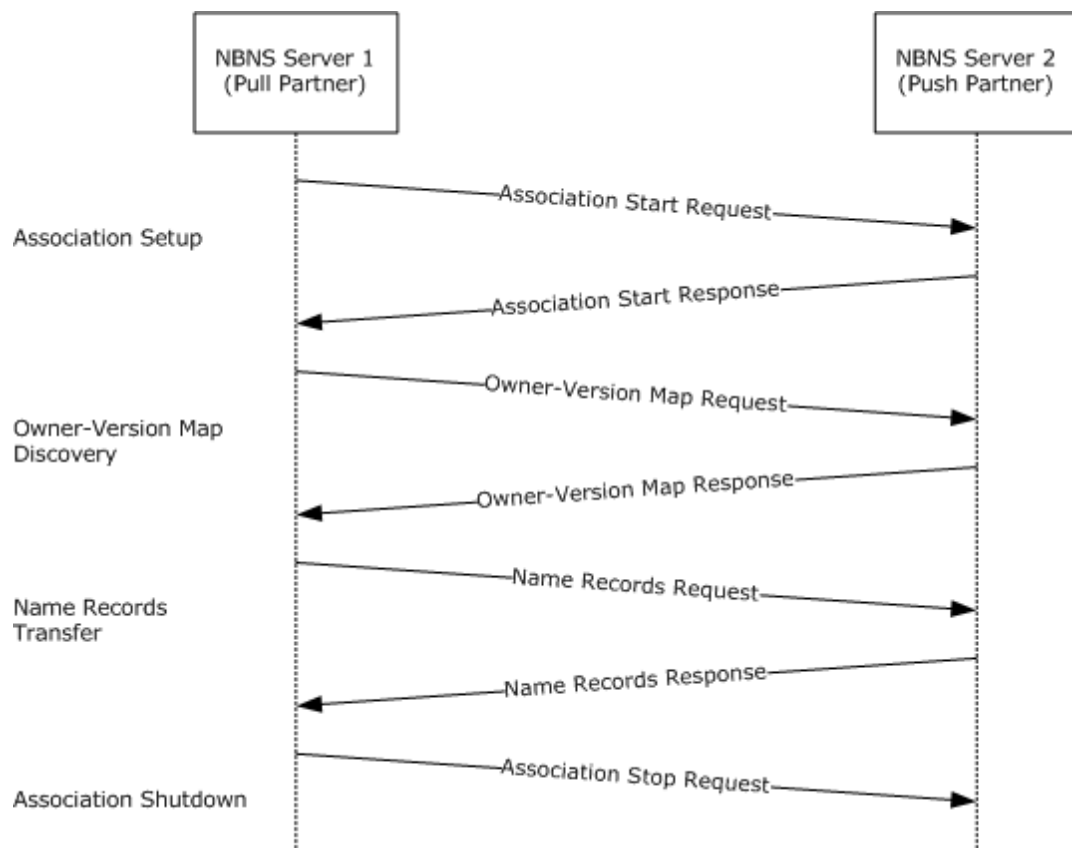 NBNS Server 1
(Pull Partner)
NBNS Server 2
(Push Partner)
Association Start Request
Association Setup
Association Start Response
Owner-Version Map Request
Owner-Version Map
Discovery
Owner-Version Map Response
Name Records Request
Name Records
Transfer
Name Records Response
Association Stop Request
Association Shutdown